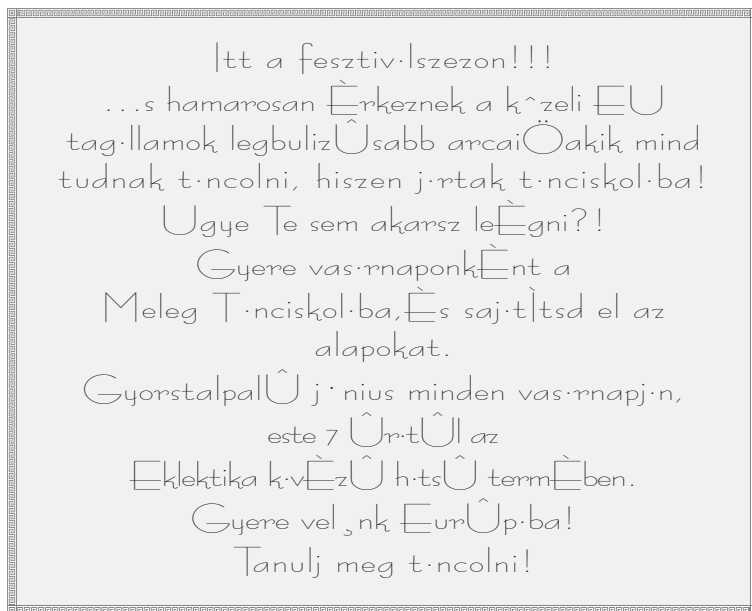 Itt a fesztiv·lszezon!!!
...s hamarosan Èrkeznek a kˆzeli EU
tag·llamok legbulizÛsabb arcaiÖakik mind
tudnak t·ncolni, hiszen j·rtak t·nciskol·ba!
Ugye Te sem akarsz leÈgni?!
Gyere vas·rnaponkÈnt a
Meleg T·nciskol·ba,Ès saj·tÌtsd el az
alapokat.
GyorstalpalÛ j˙nius minden vas·rnapj·n,
este 7 Ûr·tÛl az
Eklektika k·vÈzÛ h·tsÛ termÈben.
Gyere vel¸nk EurÛp·ba!
Tanulj meg t·ncolni!